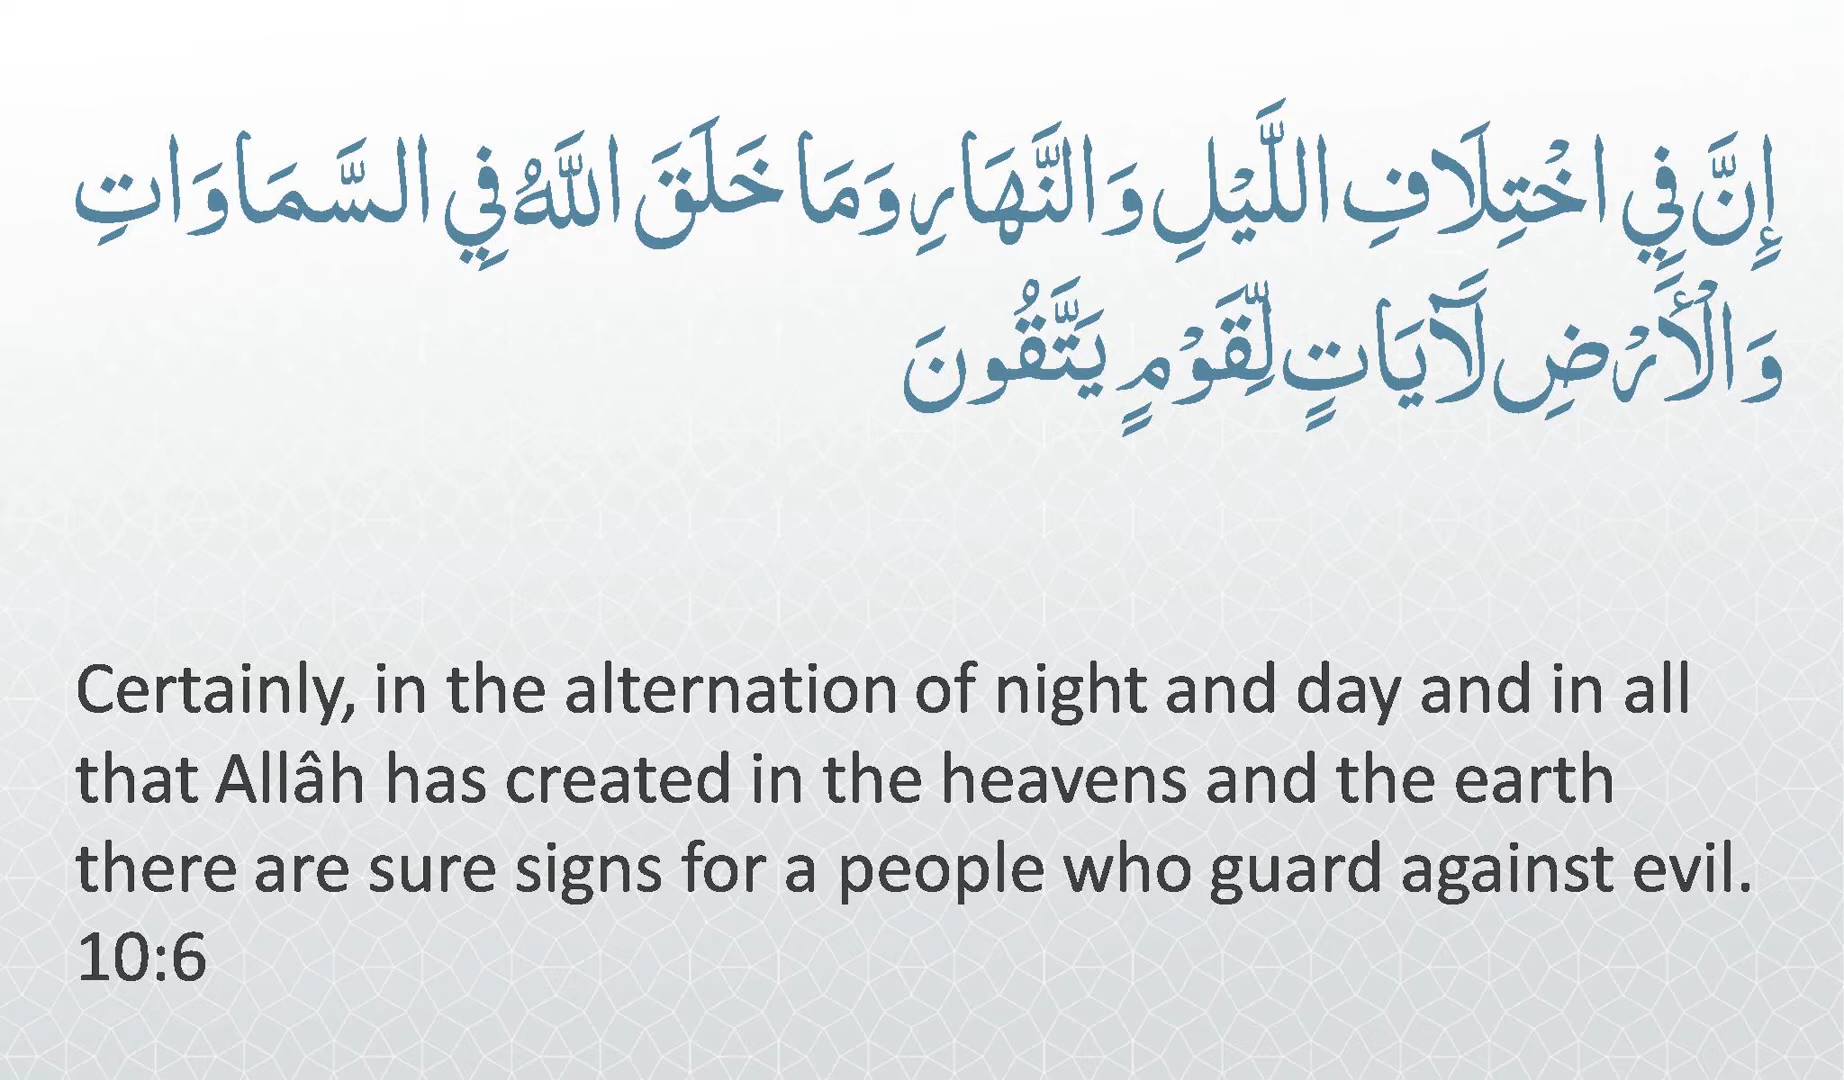 إِنَّ فِي اخْتِلَافِ اللَّيْلِ وَالنَّهَارِ وَمَا خَلَقَ اللَّهُ فِي السَّمَاوَاتِ
وَالْأَرْضِ لَآيَاتٍ لِّقَوْمٍ يَتَّقُونَ
Certainly, in the alternation of night and day and in all
that Allâh has created in the heavens and the earth
there are sure signs for a people who guard against evil.
10:6